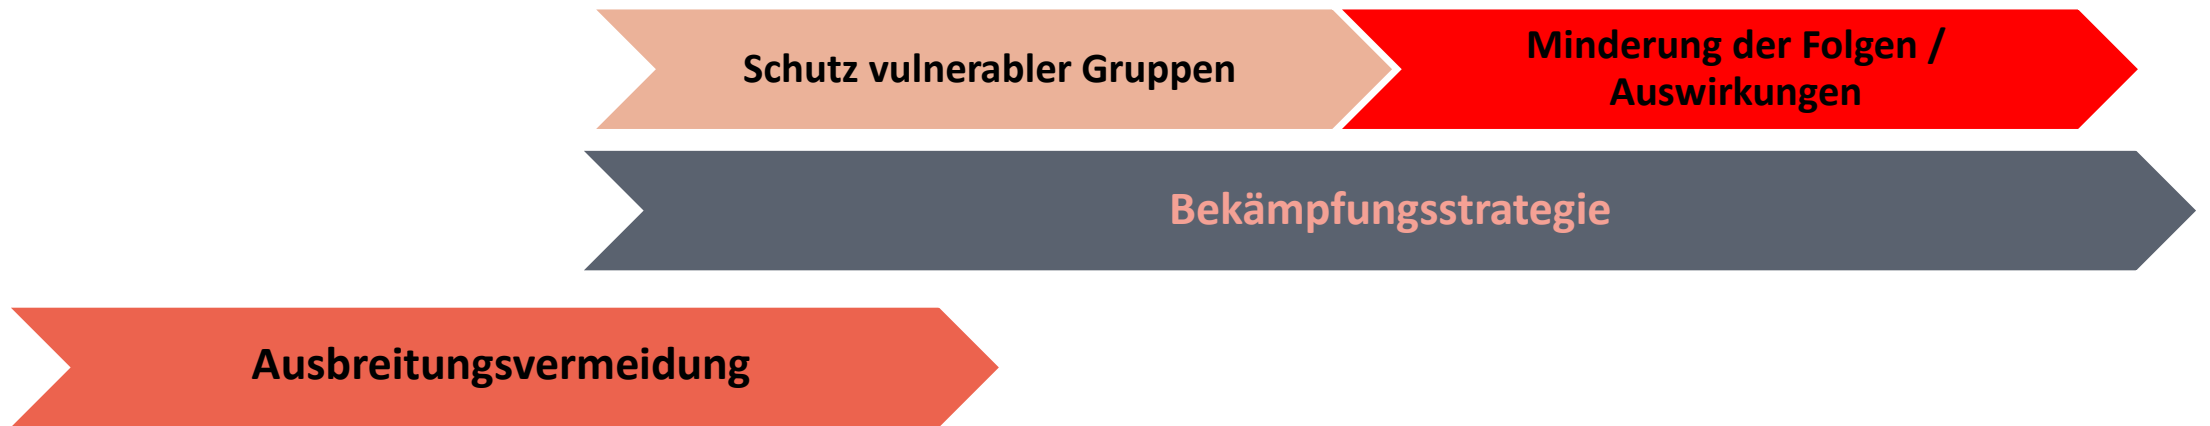 Schutz vulnerabler Gruppen
Minderung der Folgen /
Auswirkungen
Bekämpfungsstrategie
Ausbreitungsvermeidung